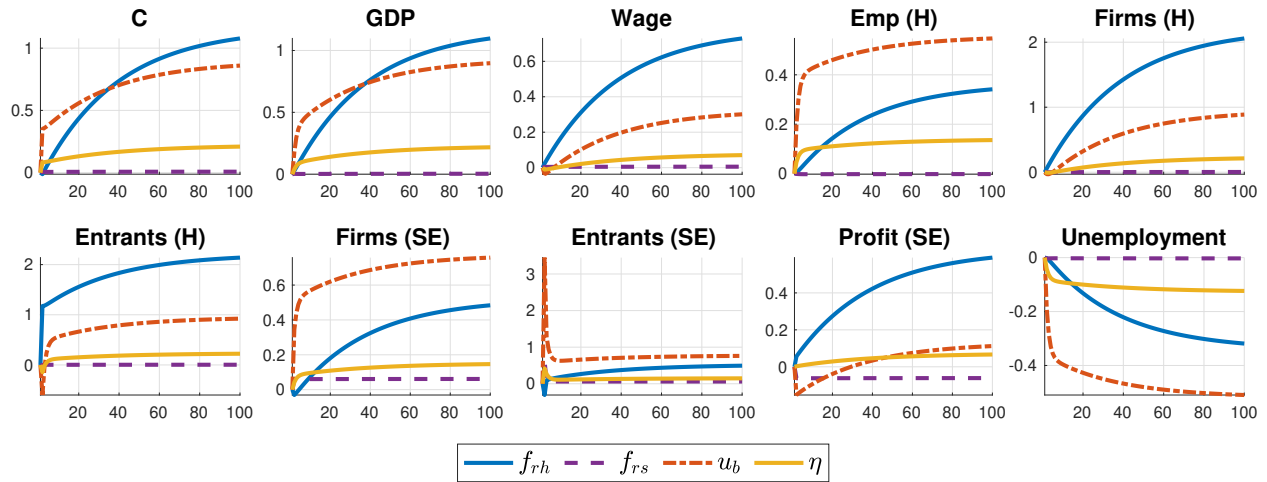 C GDP Wage Emp (H) Firms (H)
1 0.5 0
1 0.5 0
0.6 0.4 0.2 0
0.4 0.2 0
2 1 0
20 40 60 80 100 20 40 60 80 100 20 40 60 80 100 20 40 60 80 100 20 40 60 80 100
Entrants (H) Firms (SE) Entrants (SE) Profit (SE) Unemployment
2 1 0
0.6 0.4 0.2 0
3 2 1 0
0.4 0.2 0
0 -0.2 -0.4
20 40 60 80 100 20 40 60 80 100 20 40 60 80 100 20 40 60 80 100 20 40 60 80 100
f_{rh} f_{rs} u_b η